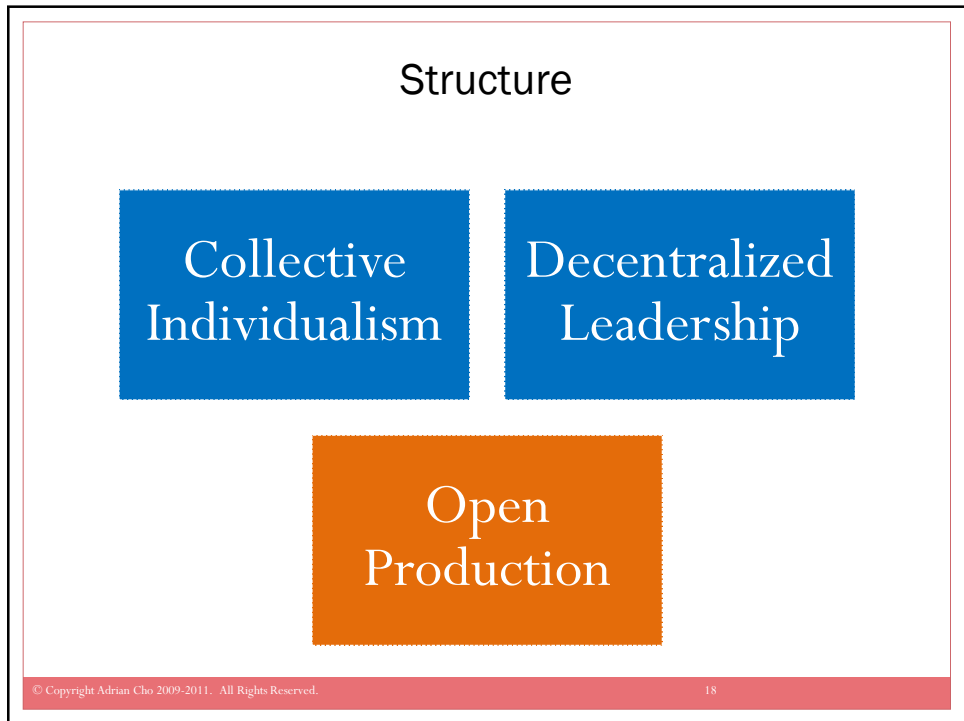 Structure
Collective
Individualism
Decentralized
Leadership
Open
Production
© Copyright Adrian Cho 2009-2011. All Rights Reserved.
18